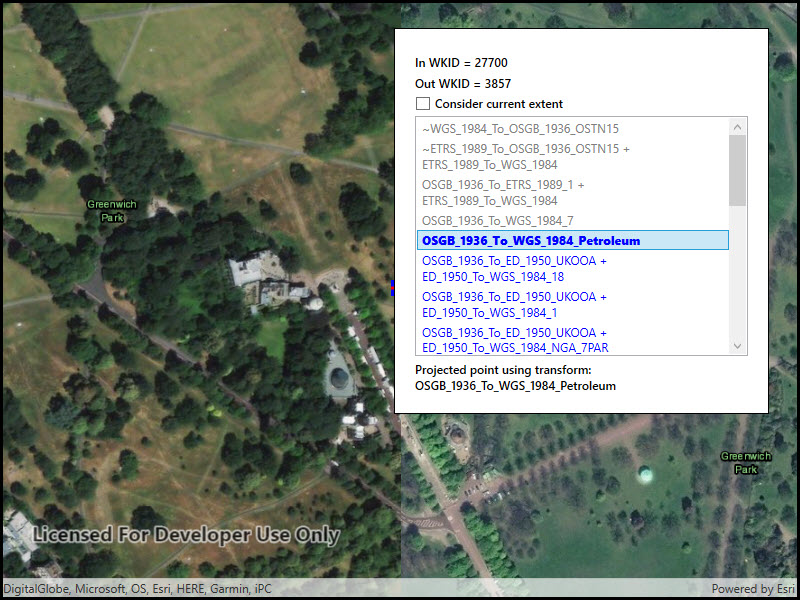 In WKID = 27700
Out WKID = 3857
Consider current extent
~WGS_1984_To_OSGB_1936_OSTN15
~ETRS_1989_To_OSGB_1936_OSTN15 +
ETRS_1989_To_WGS_1984
OSGB_1936_To_ETRS_1989_1 +
ETRS_1989_To_WGS_1984
OSGB_1936_To_WGS_1984_7
OSGB_1936_To_WGS_1984_Petroleum
OSGB_1936_To_ED_1950_UKOOA +
ED_1950_To_WGS_1984_18
OSGB_1936_To_ED_1950_UKOOA +
ED_1950_To_WGS_1984_1
OSGB_1936_To_ED_1950_UKOOA +
ED_1950_To_WGS_1984_NGA_7PAR
Projected point using transform:
OSGB_1936_To_WGS_1984_Petroleum
Greenwich
Park
Greenwich
Park
Licensed For Developer Use Only
DigitalGlobe, Microsoft, OS, Esri, HERE, Garmin, iPC
Powered by Esri